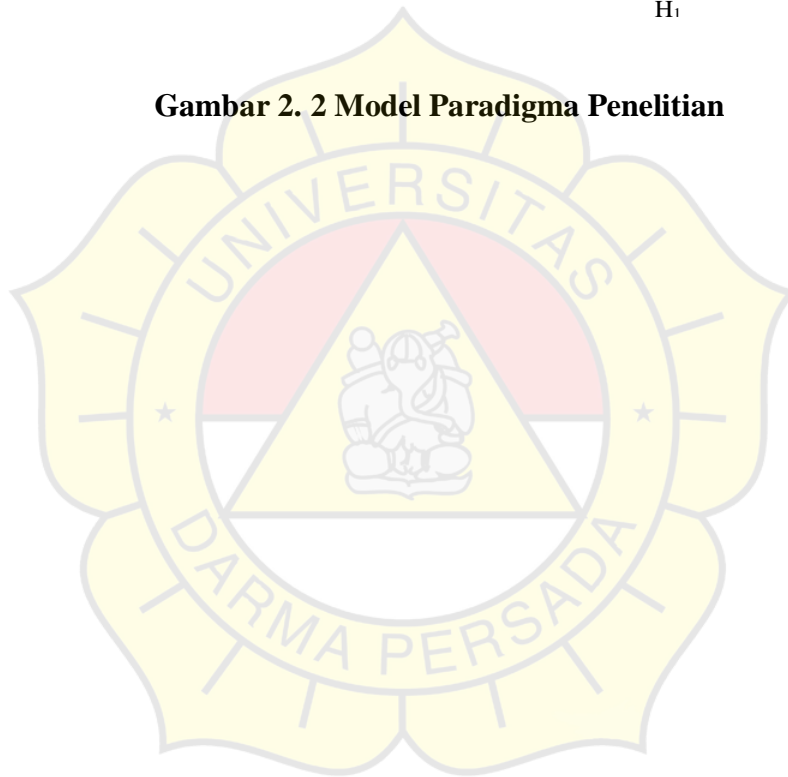 H₁
Gambar 2. 2 Model Paradigma Penelitian
UNIVERSITAS
DARMA PERSADA